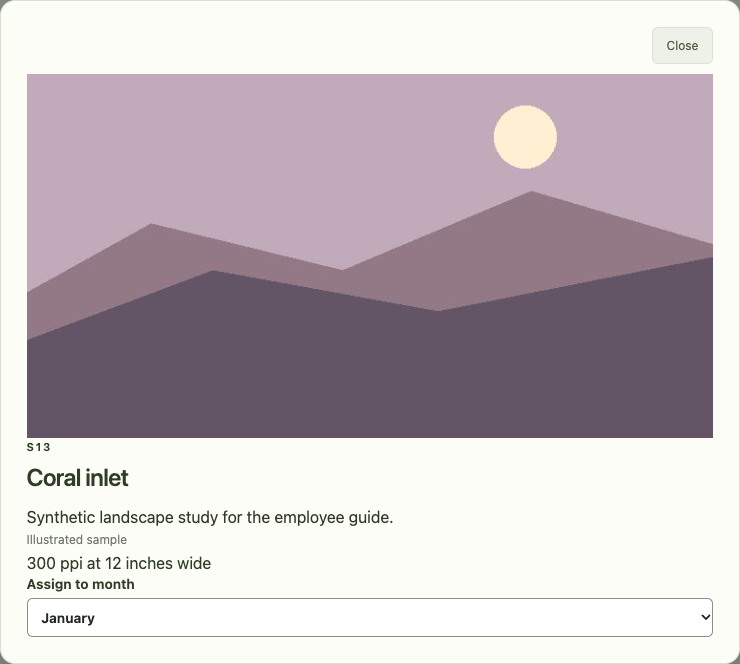 Close
S13
Coral inlet
Synthetic landscape study for the employee guide.
Illustrated sample
300 ppi at 12 inches wide
Assign to month
January